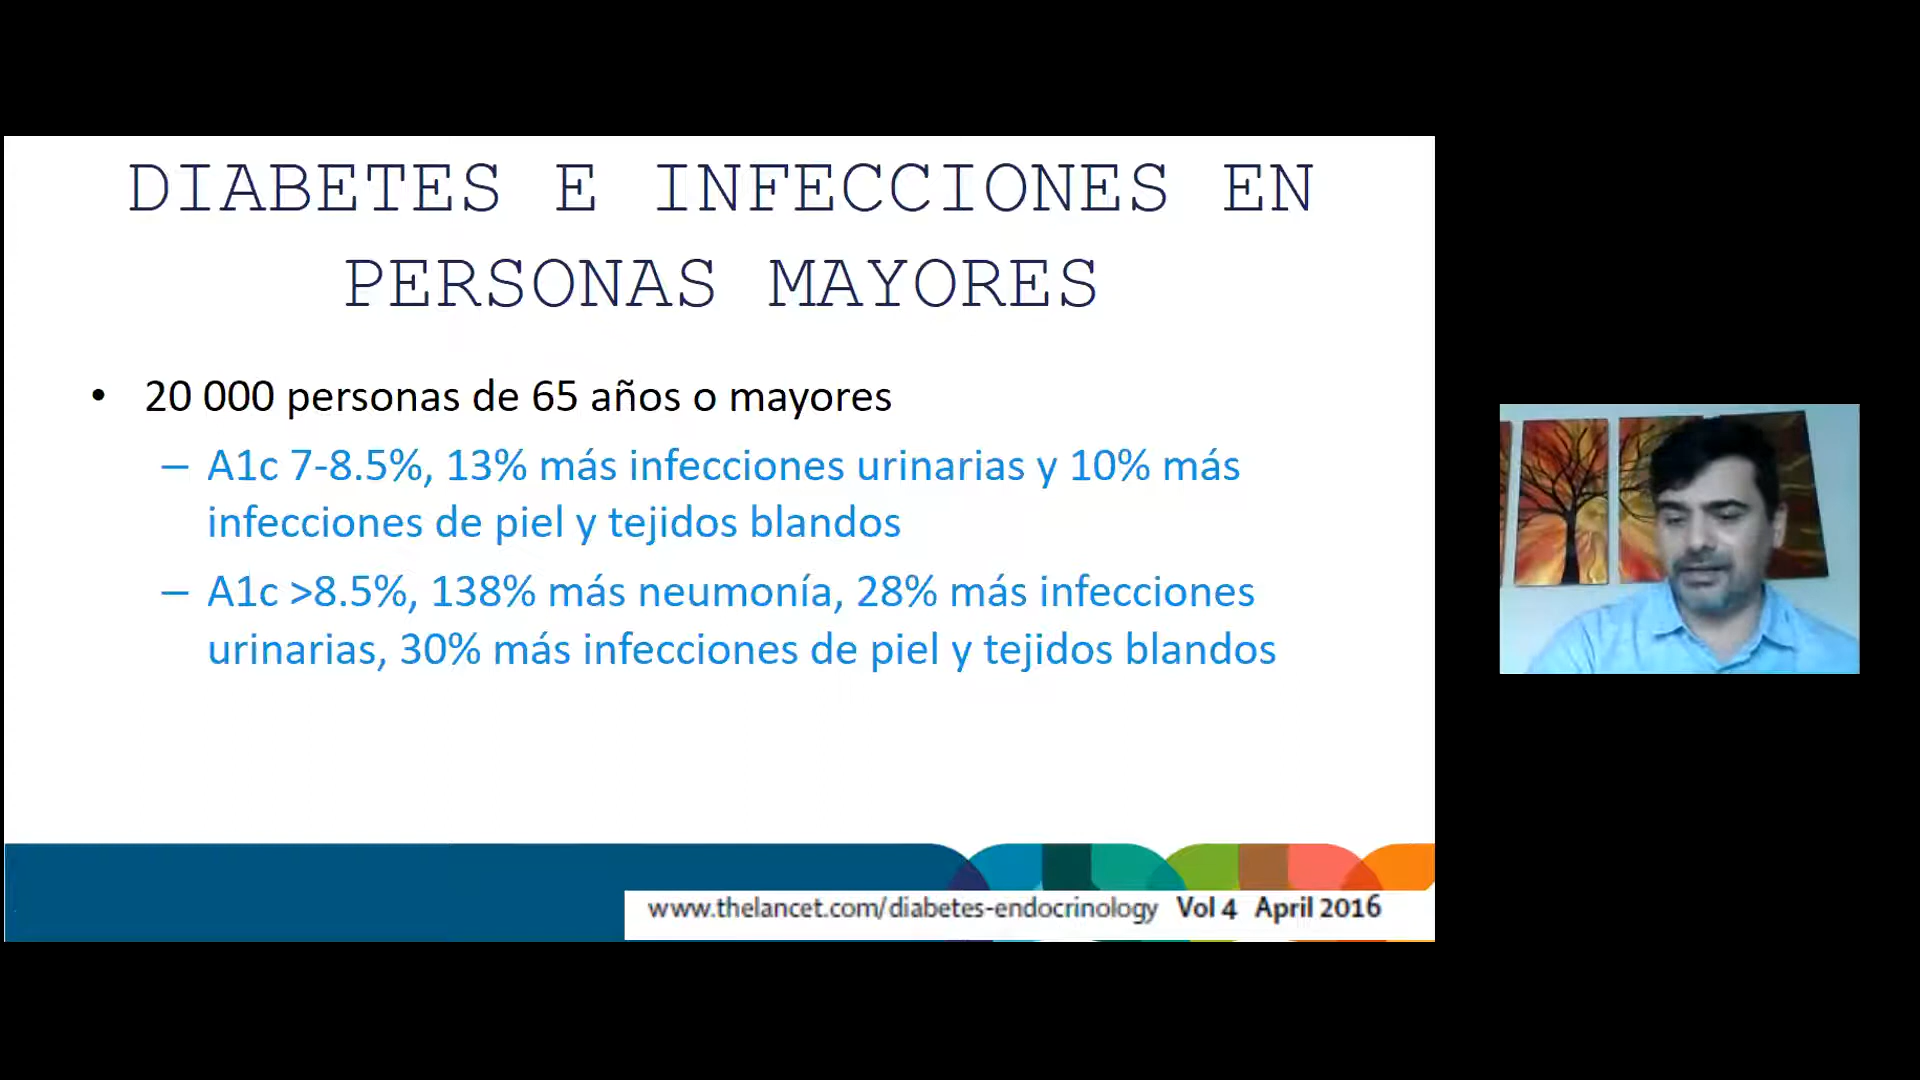 DIABETES E INFECCIONES EN
PERSONAS MAYORES
• 20 000 personas de 65 años o mayores
– A1c 7-8.5%, 13% más infecciones urinarias y 10% más
infecciones de piel y tejidos blandos
– A1c >8.5%, 138% más neumonía, 28% más infecciones
urinarias, 30% más infecciones de piel y tejidos blandos
www.thelancet.com/diabetes-endocrinology Vol 4 April 2016